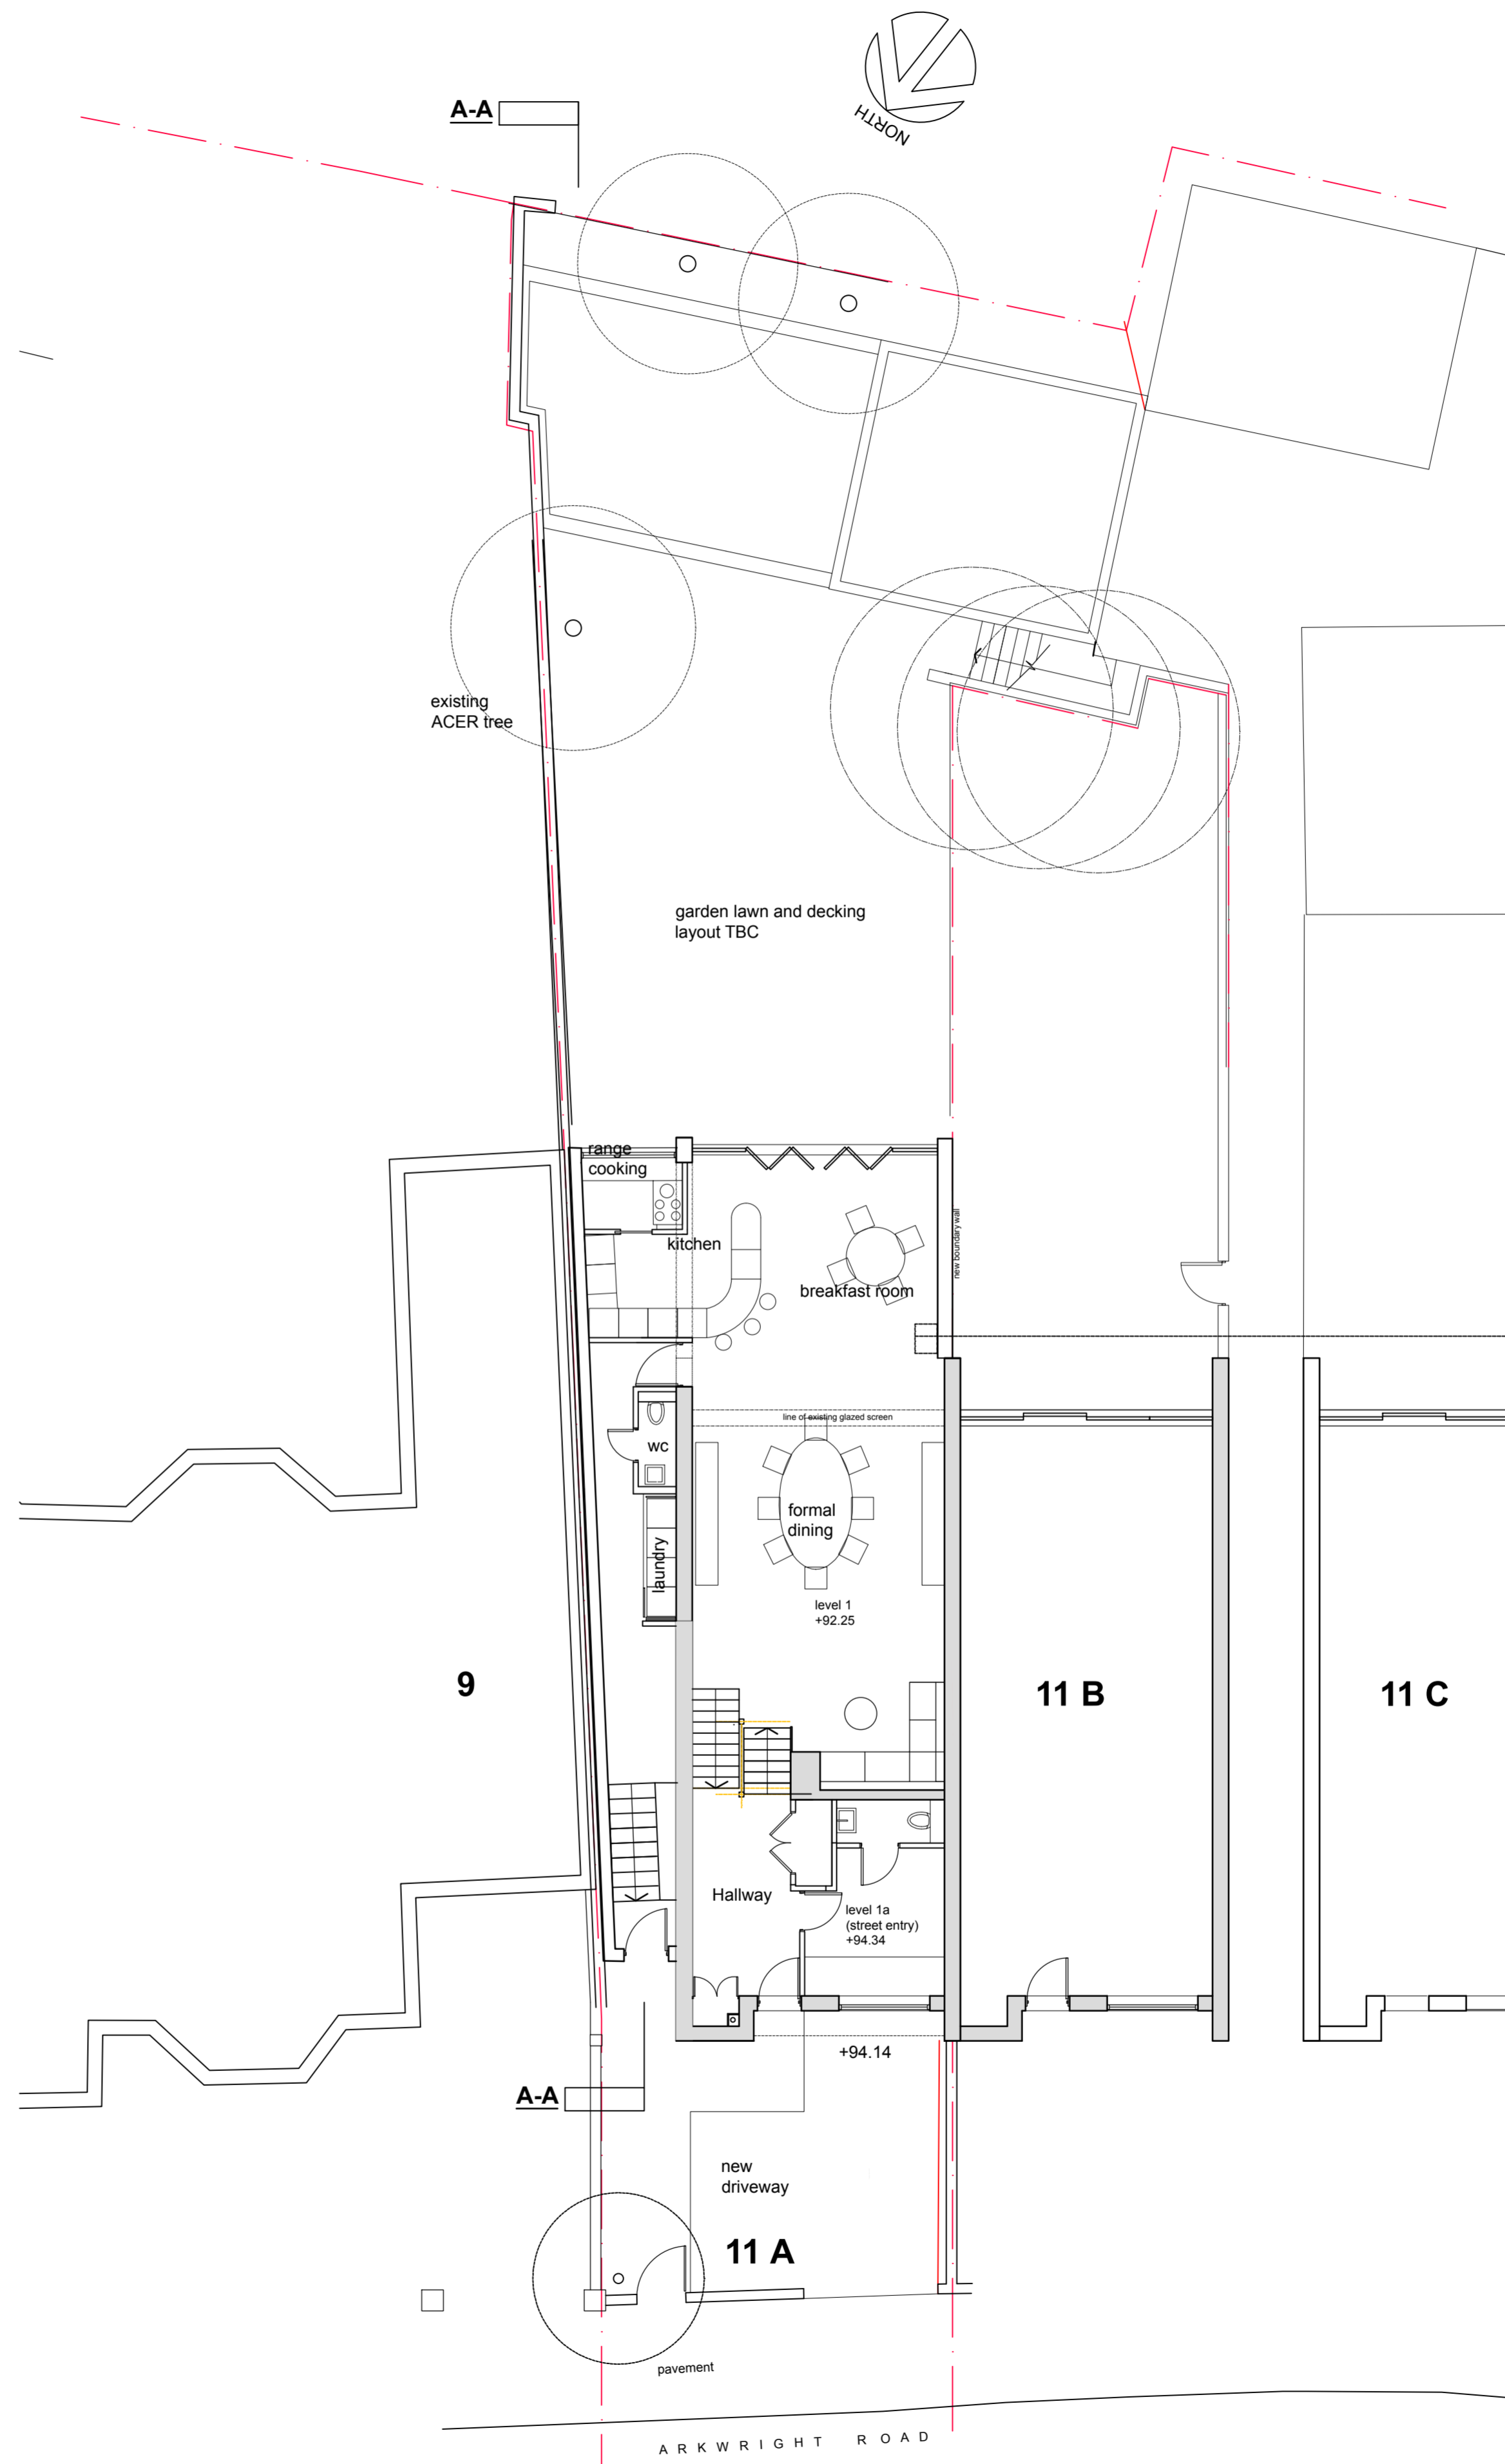 A-A
NORTH
existing
ACER tree
garden lawn and decking
layout TBC
range
cooking
kitchen
breakfast room
new boundary wall
line of existing glazed screen
wc
formal
dining
laundry
level 1
+92.25
9
11 B
11 C
Hallway
level 1a
(street entry)
+94.34
+94.14
A-A
new
driveway
11 A
pavement
ARKWRIGHT ROAD